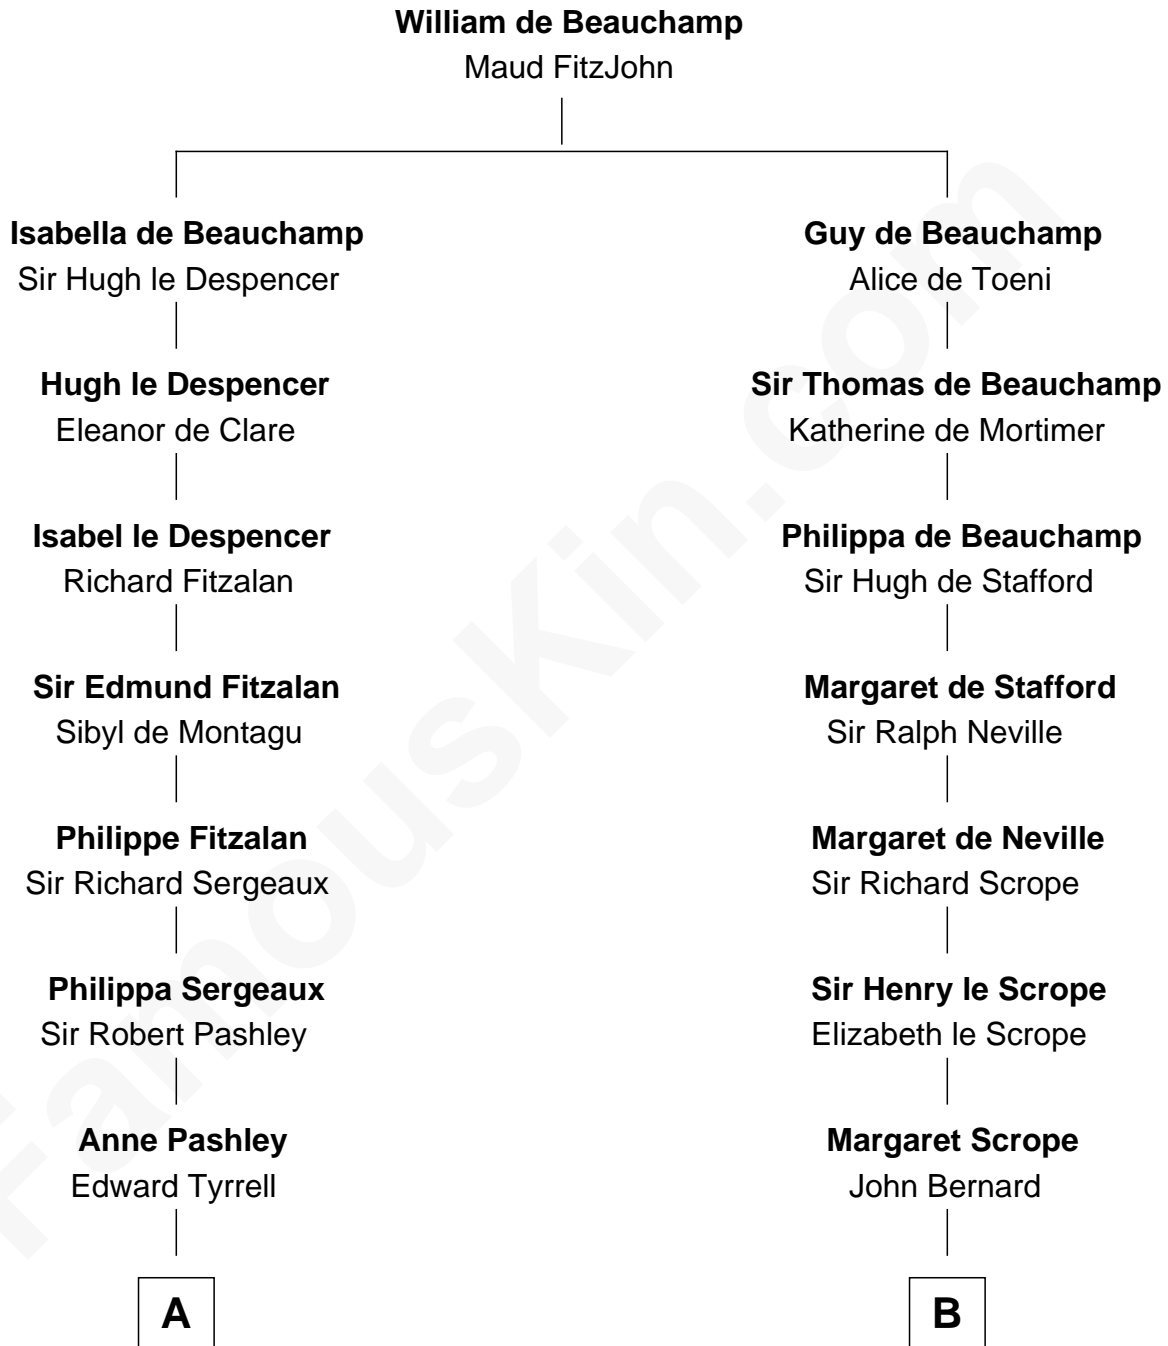 William de Beauchamp
Maud FitzJohn
Isabella de Beauchamp
Sir Hugh le Despencer
Guy de Beauchamp
Alice de Toeni
Hugh le Despencer
Eleanor de Clare
Sir Thomas de Beauchamp
Katherine de Mortimer
Isabel le Despencer
Richard Fitzalan
Philippa de Beauchamp
Sir Hugh de Stafford
Sir Edmund Fitzalan
Sibyl de Montagu
Margaret de Stafford
Sir Ralph Neville
Philippe Fitzalan
Sir Richard Sergeaux
Margaret de Neville
Sir Richard Scrope
Philippa Sergeaux
Sir Robert Pashley
Sir Henry le Scrope
Elizabeth le Scrope
Anne Pashley
Edward Tyrrell
Margaret Scrope
John Bernard
A
B
FamousKin.com